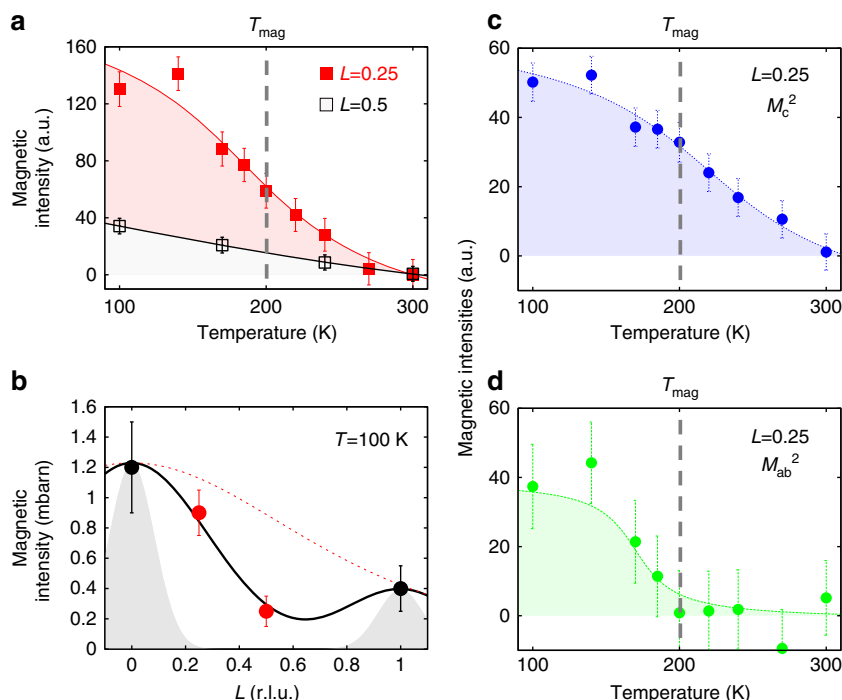 a
T_mag
160
120
80
40
0
Magnetic
intensity (a.u.)
L=0.25
L=0.5
100
200
300
Temperature (K)
b
1.6
1.4
1.2
1
0.8
0.6
0.4
0.2
0
Magnetic
intensity (mbarn)
T=100 K
0
0.2
0.4
0.6
0.8
1
L (r.l.u.)
Magnetic intensities (a.u.)
c
T_mag
60
40
20
0
L=0.25
M_c^2
100
200
300
Temperature (K)
d
T_mag
60
40
20
0
L=0.25
M_ab^2
100
200
300
Temperature (K)